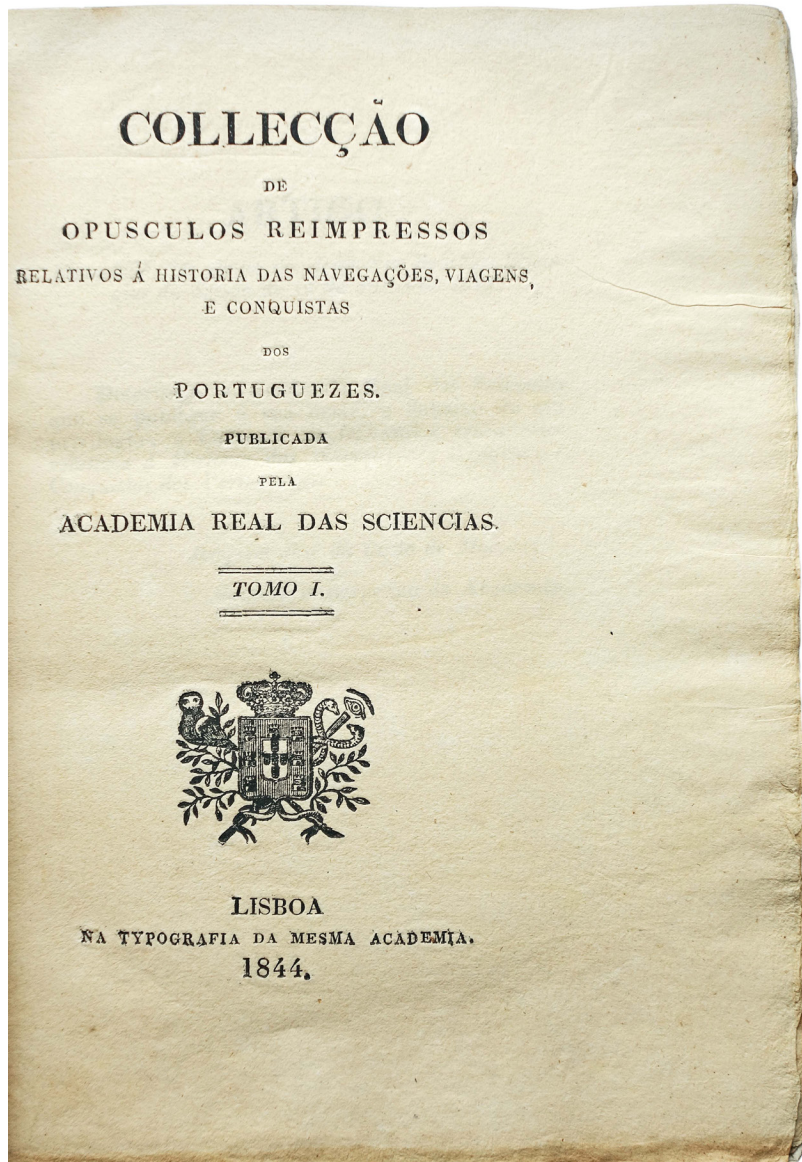 COLLECÇÃO
DE
OPUSCULOS REIMPRESSOS
RELATIVOS Á HISTORIA DAS NAVEGAÇÕES, VIAGENS,
E CONQUISTAS
DOS
PORTUGUEZES.
PUBLICADA
PELA
ACADEMIA REAL DAS SCIENCIAS.
TOMO I.
LISBOA
NA TYPOGRAFIA DA MESMA ACADEMIA.
1844.